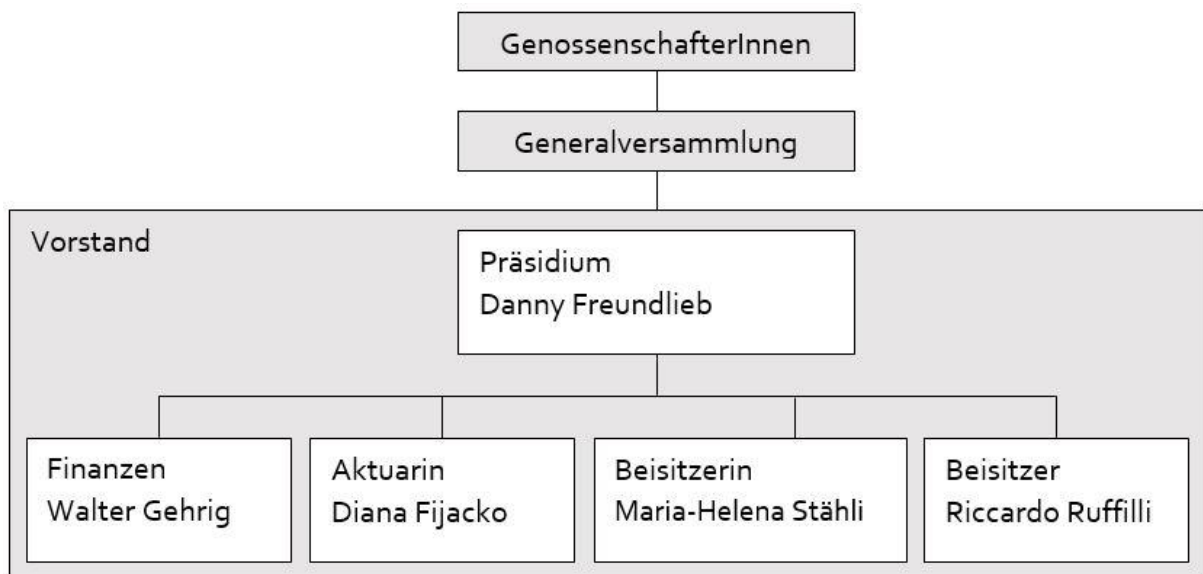 GenossenschafterInnen
Generalversammlung
Vorstand
Präsidium
Danny Freundlieb
Finanzen
Walter Gehrig
Aktuarin
Diana Fijacko
Beisitzerin
Maria-Helena Stähli
Beisitzer
Riccardo Ruffilli